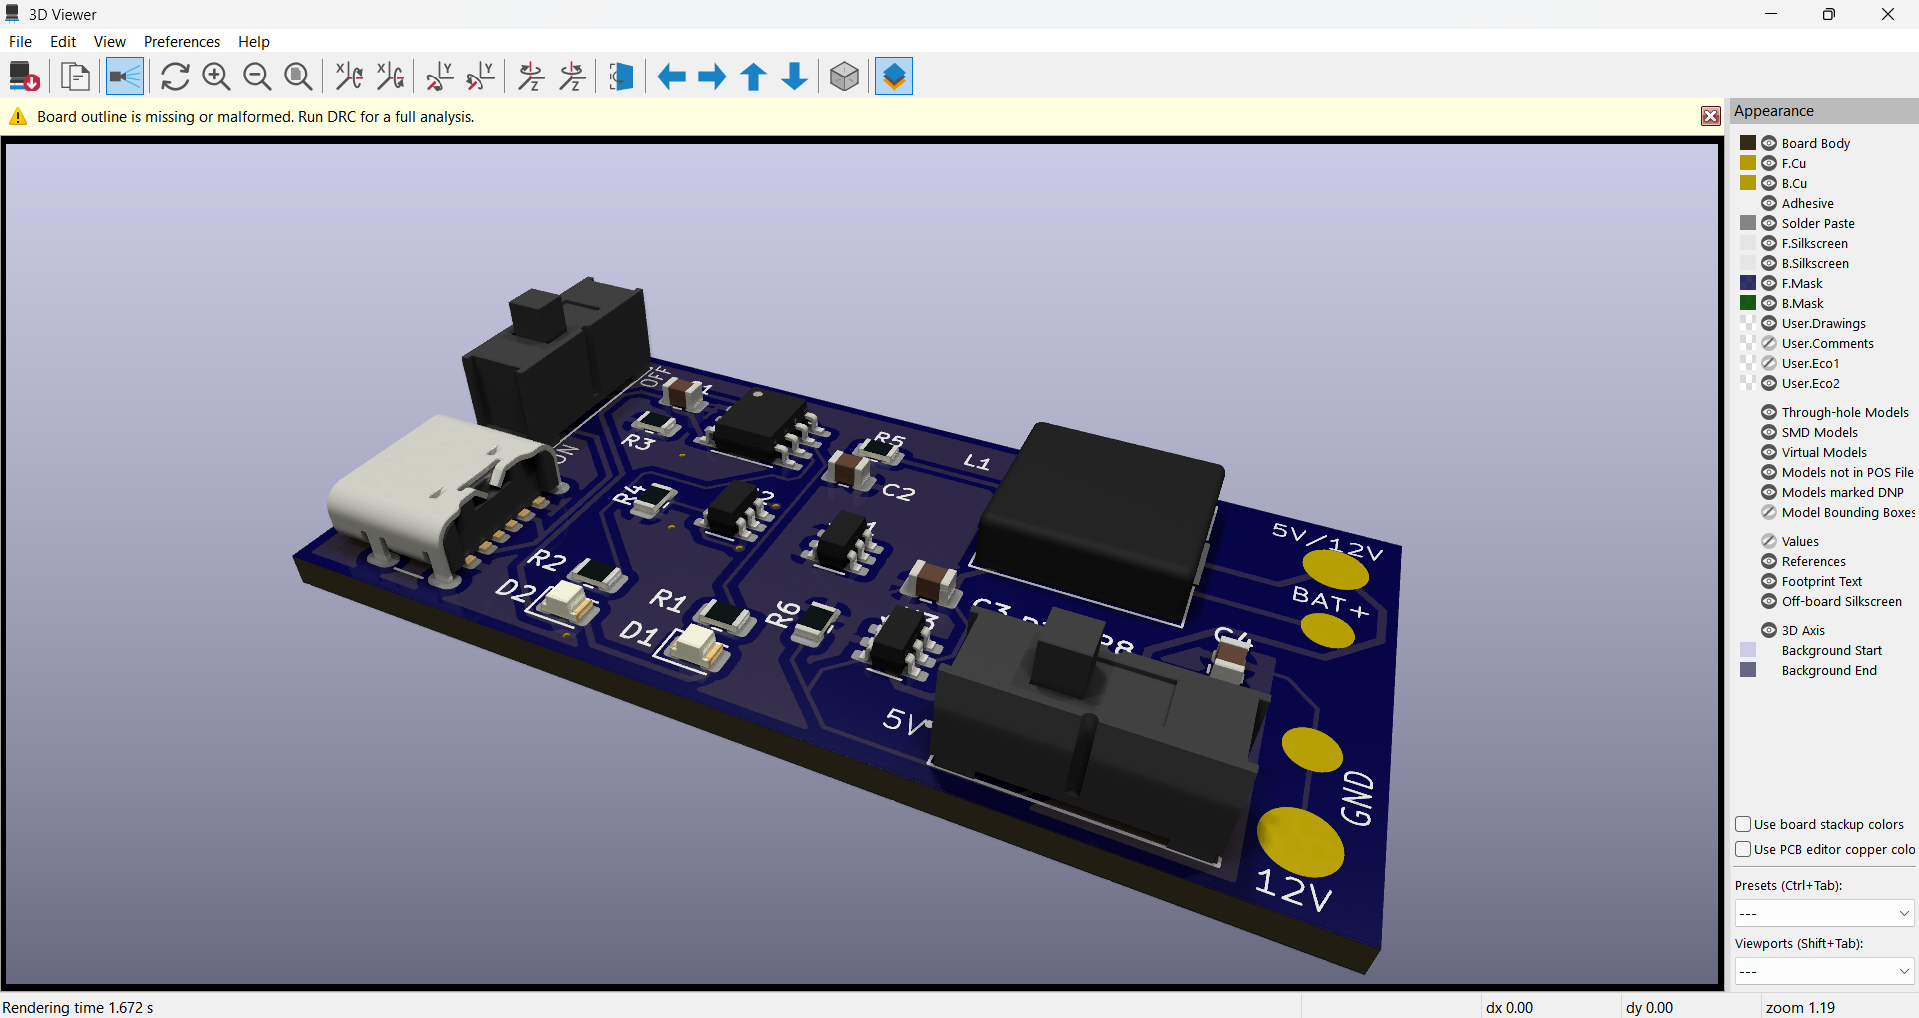 3D Viewer
File Edit View Preferences Help
Board outline is missing or malformed. Run DRC for a full analysis.
Appearance
Board Body
F.Cu
B.Cu
Adhesive
Solder Paste
F.Silkscreen
B.Silkscreen
F.Mask
B.Mask
User.Drawings
User.Comments
User.Eco1
User.Eco2
Through-hole Models
SMD Models
Virtual Models
Models not in POS File
Models marked DNP
Model Bounding Boxes
Values
References
Footprint Text
Off-board Silkscreen
3D Axis
Background Start
Background End
Use board stackup colors
Use PCB editor copper colo
Presets (Ctrl+Tab):
---
Viewports (Shift+Tab):
---
OFF
ON
R3
R5
L1
C2
R4
R2
D2
R1
D1
R6
C3
C4
5V/12V
BAT+
5V
GND
12V
Rendering time 1.672 s
dx 0.00
dy 0.00
zoom 1.19